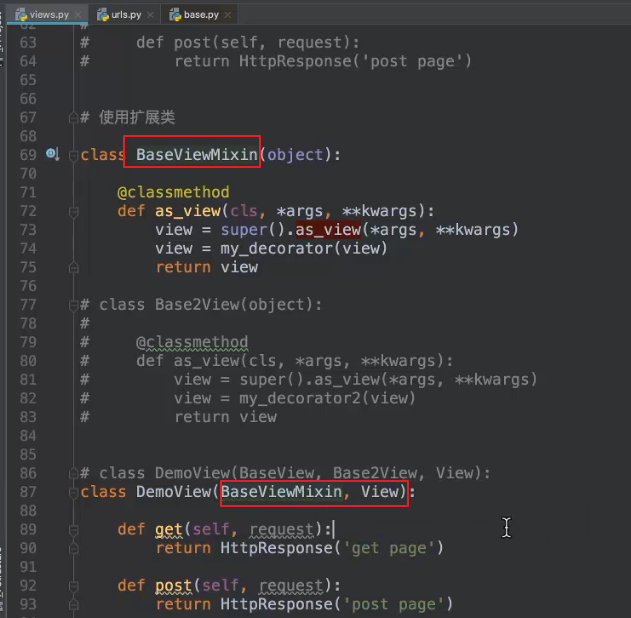 views.py × urls.py × base.py ×
62 #
63 # def post(self, request):
64 # return HttpResponse('post page')
65
66
67 # 使用扩展类
68
69 class BaseViewMixin(object):
70
71 @classmethod
72 def as_view(cls, *args, **kwargs):
73 view = super().as_view(*args, **kwargs)
74 view = my_decorator(view)
75 return view
76
77 # class Base2View(object):
78 #
79 # @classmethod
80 # def as_view(cls, *args, **kwargs):
81 # view = super().as_view(*args, **kwargs)
82 # view = my_decorator2(view)
83 # return view
84
85
86 # class DemoView(BaseView, Base2View, View):
87 class DemoView(BaseViewMixin, View):
88
89 def get(self, request):
90 return HttpResponse('get page')
91
92 def post(self, request):
93 return HttpResponse('post page')